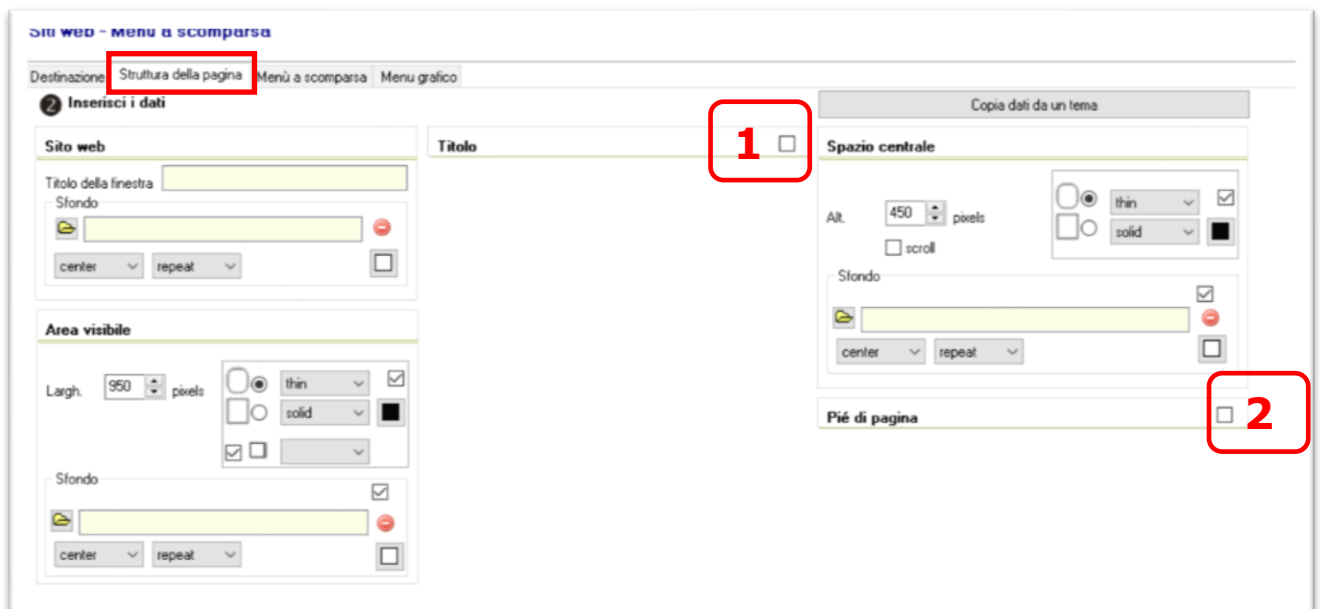 Siti web - Menù a scomparsa
Destinazione Struttura della pagina Menù a scomparsa Menu grafico
2 Inserisci i dati
Copia dati da un tema
Sito web
Titolo della finestra
Sfondo
center repeat
Area visibile
Largh. 950 pixels
thin
solid
Sfondo
center repeat
Titolo
1
Spazio centrale
Alt. 450 pixels
scroll
thin
solid
Sfondo
center repeat
Pié di pagina
2